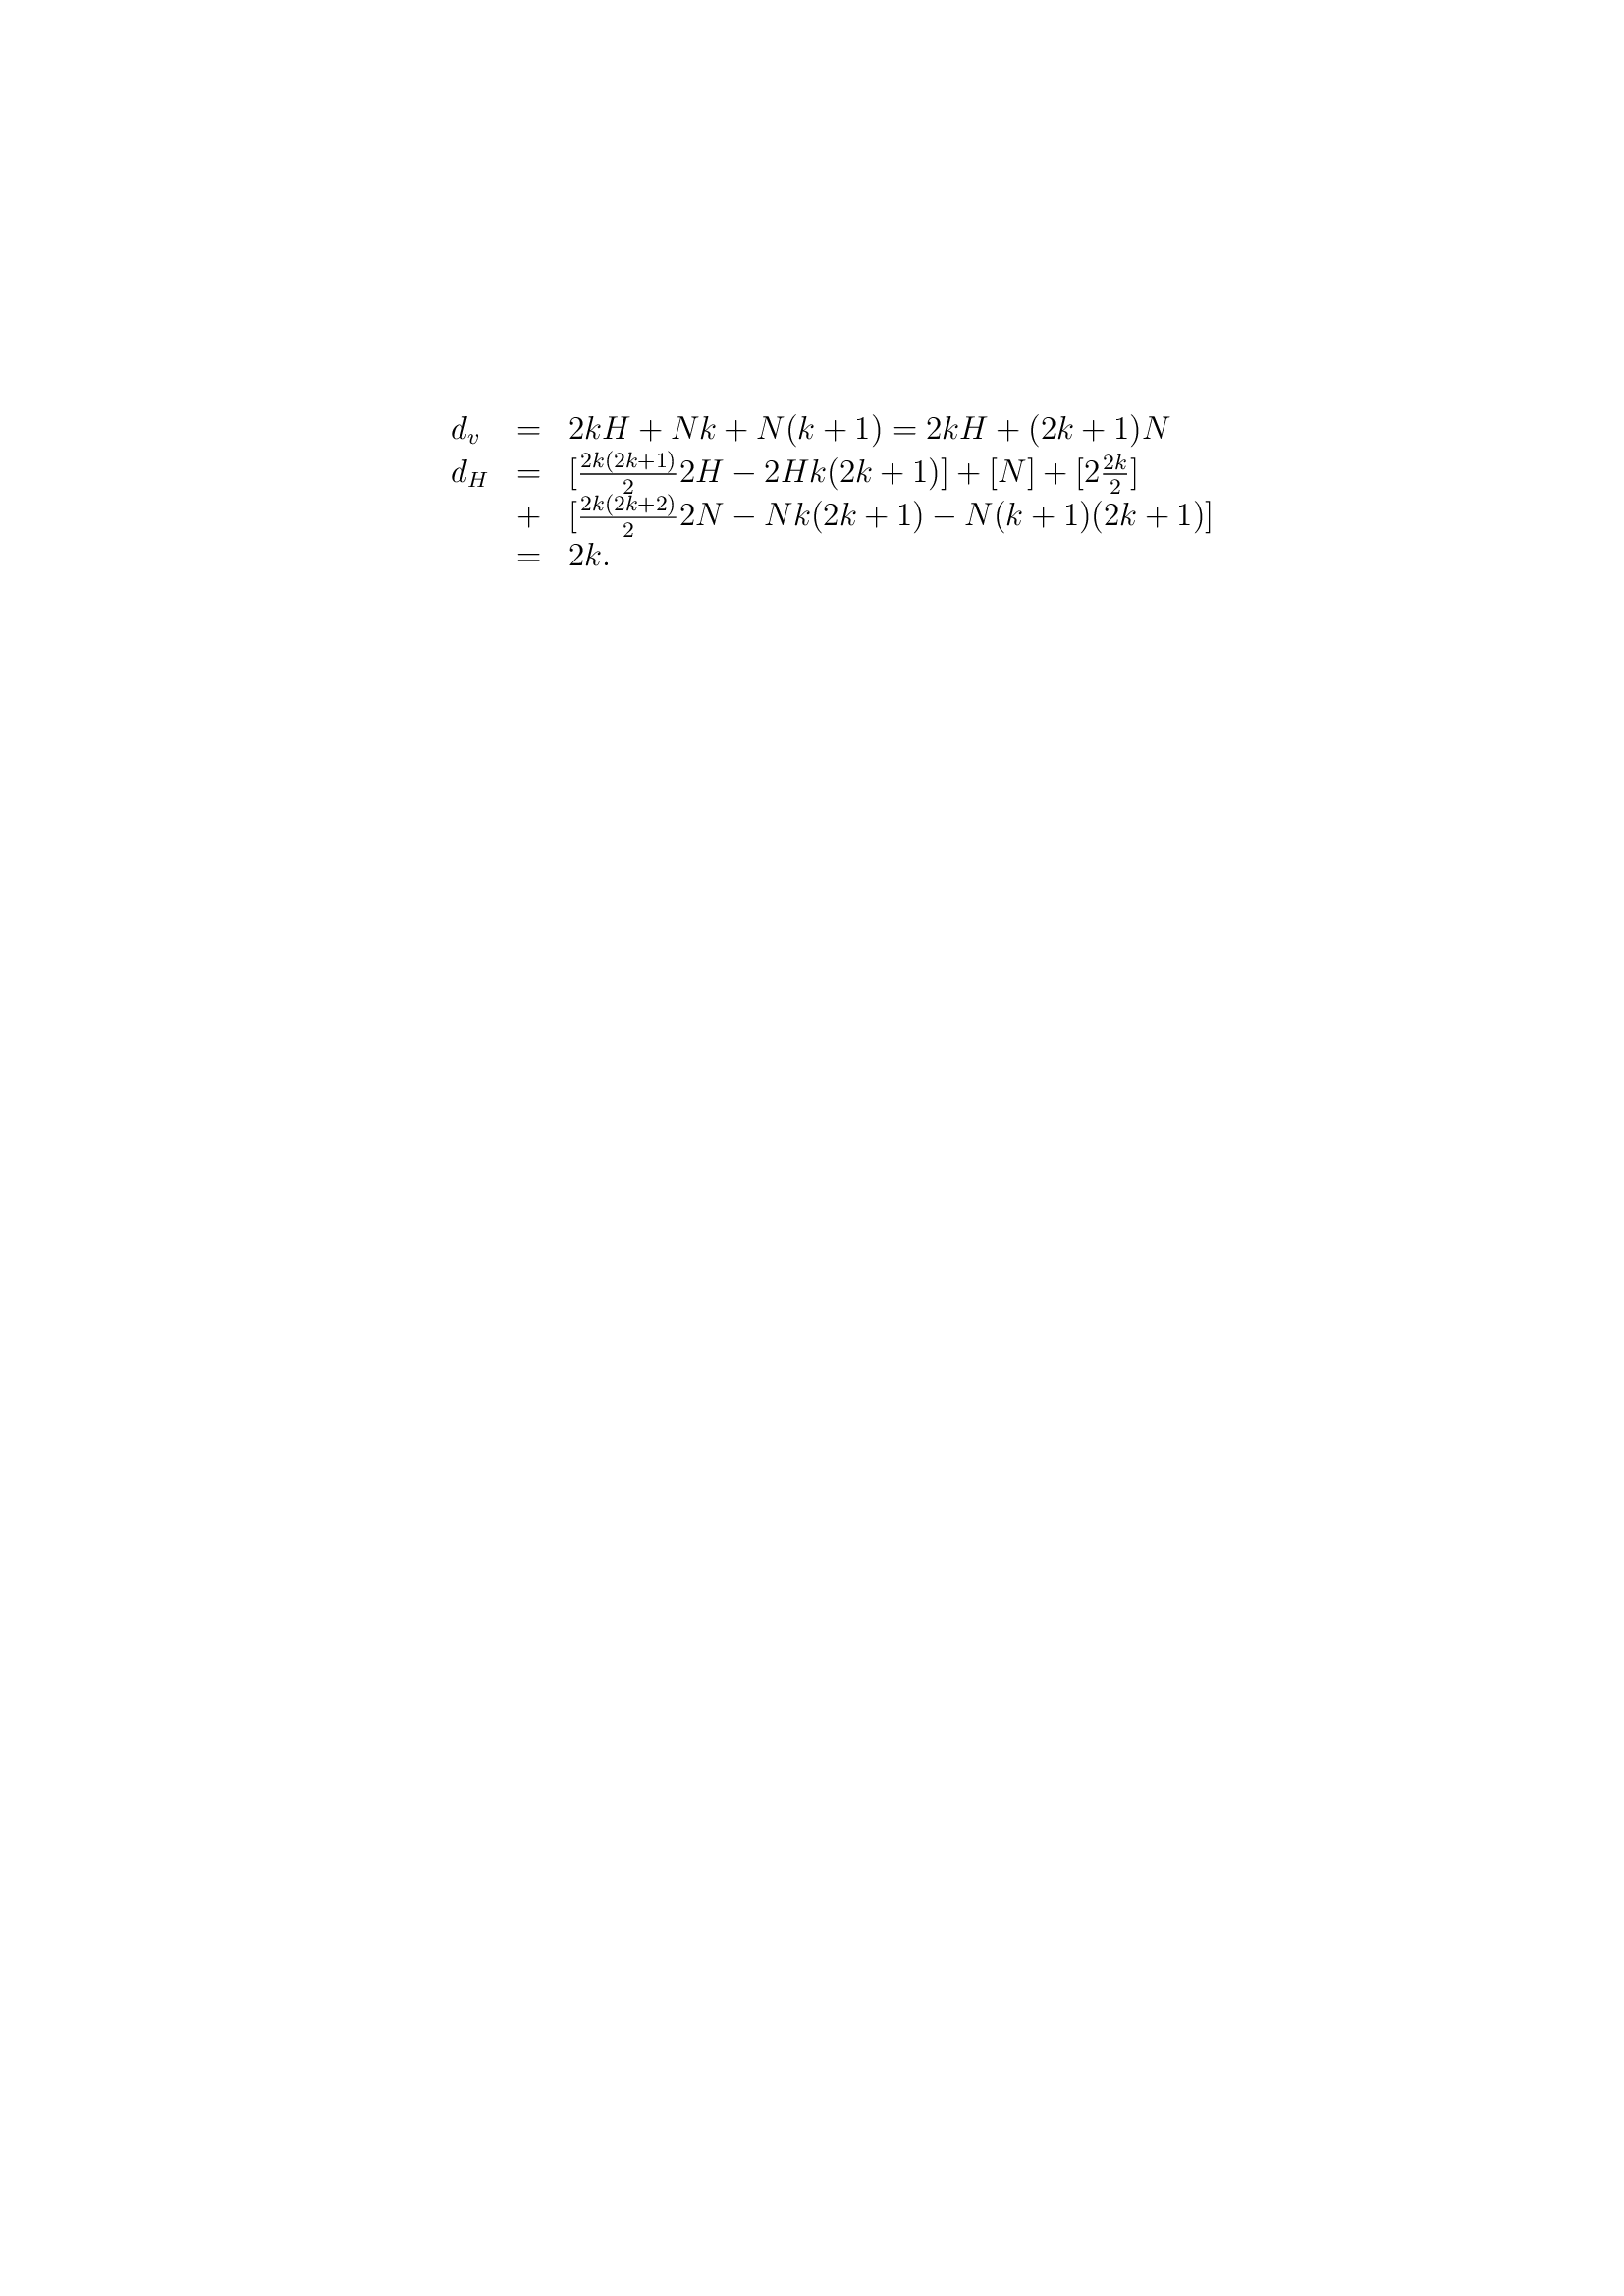 $d_v = 2kH + Nk + N(k+1) = 2kH + (2k+1)N$
$d_H = [\frac{2k(2k+1)}{2}2H - 2Hk(2k+1)] + [N] + [2\frac{2k}{2}]$
$+ [\frac{2k(2k+2)}{2}2N - Nk(2k+1) - N(k+1)(2k+1)]$
$= 2k.$